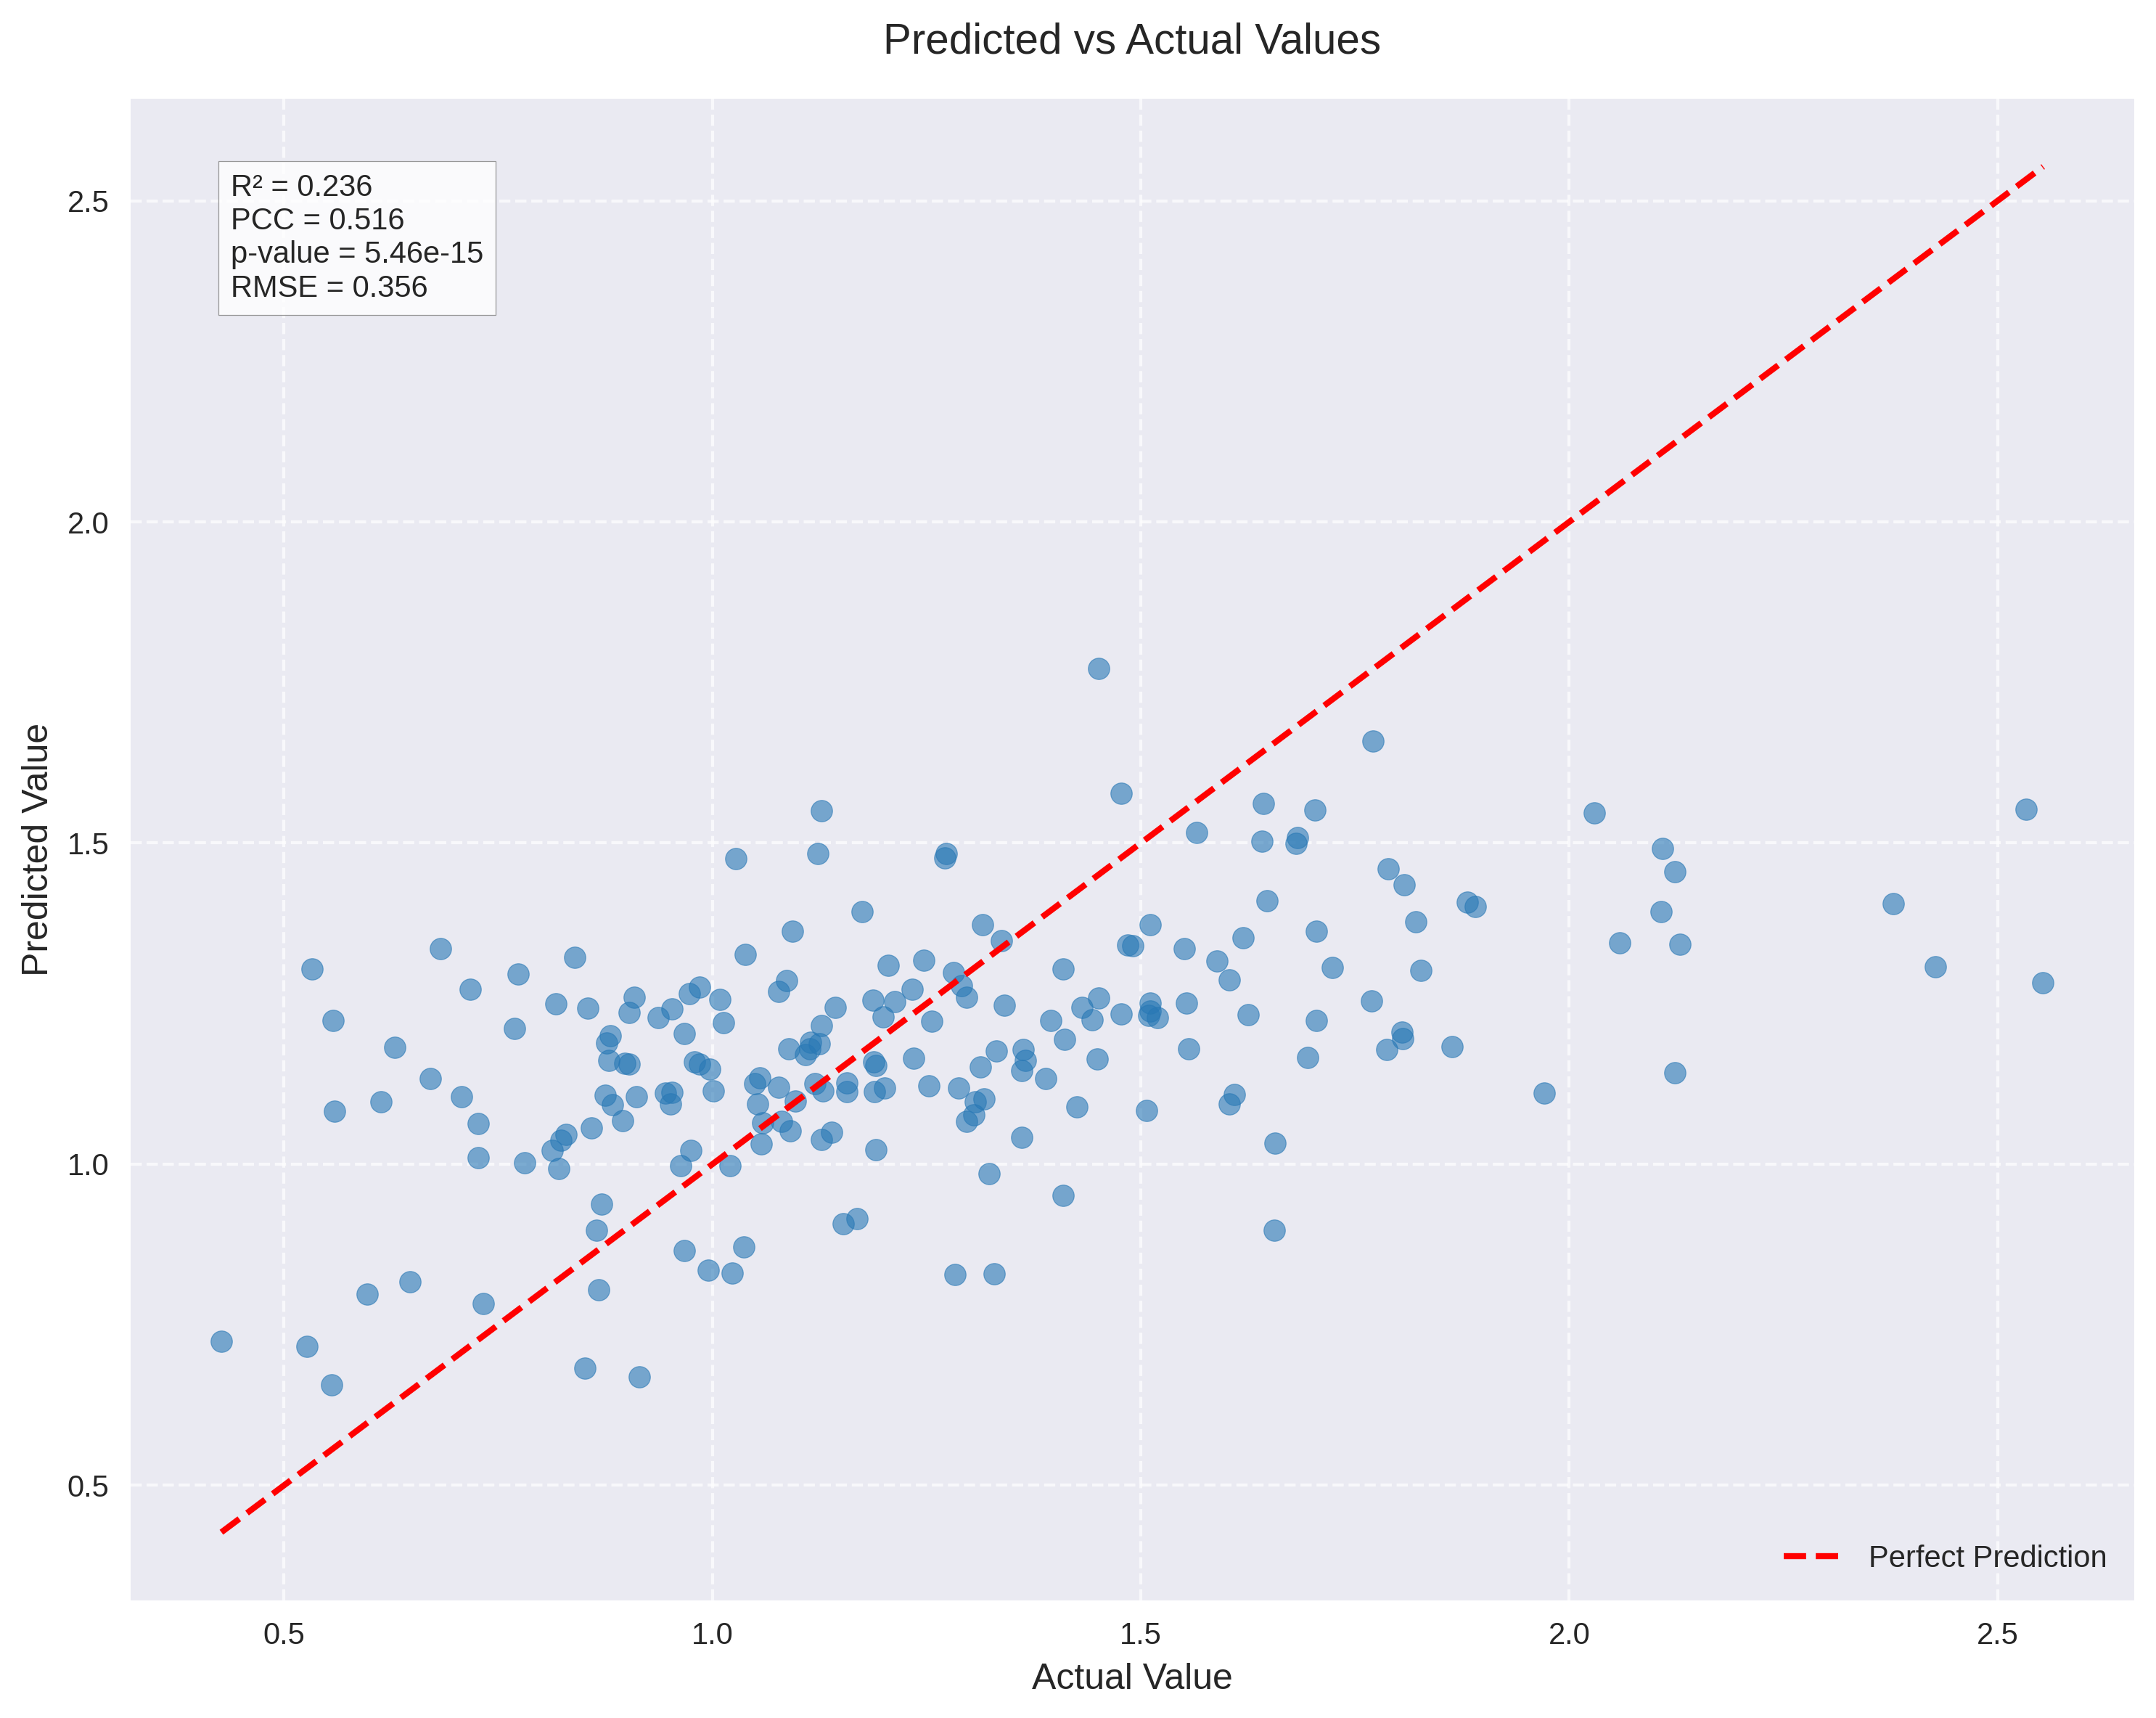 Predicted vs Actual Values
R² = 0.236
PCC = 0.516
p-value = 5.46e-15
RMSE = 0.356
2.5
2.0
1.5
1.0
0.5
Predicted Value
Perfect Prediction
0.5 1.0 1.5 2.0 2.5
Actual Value